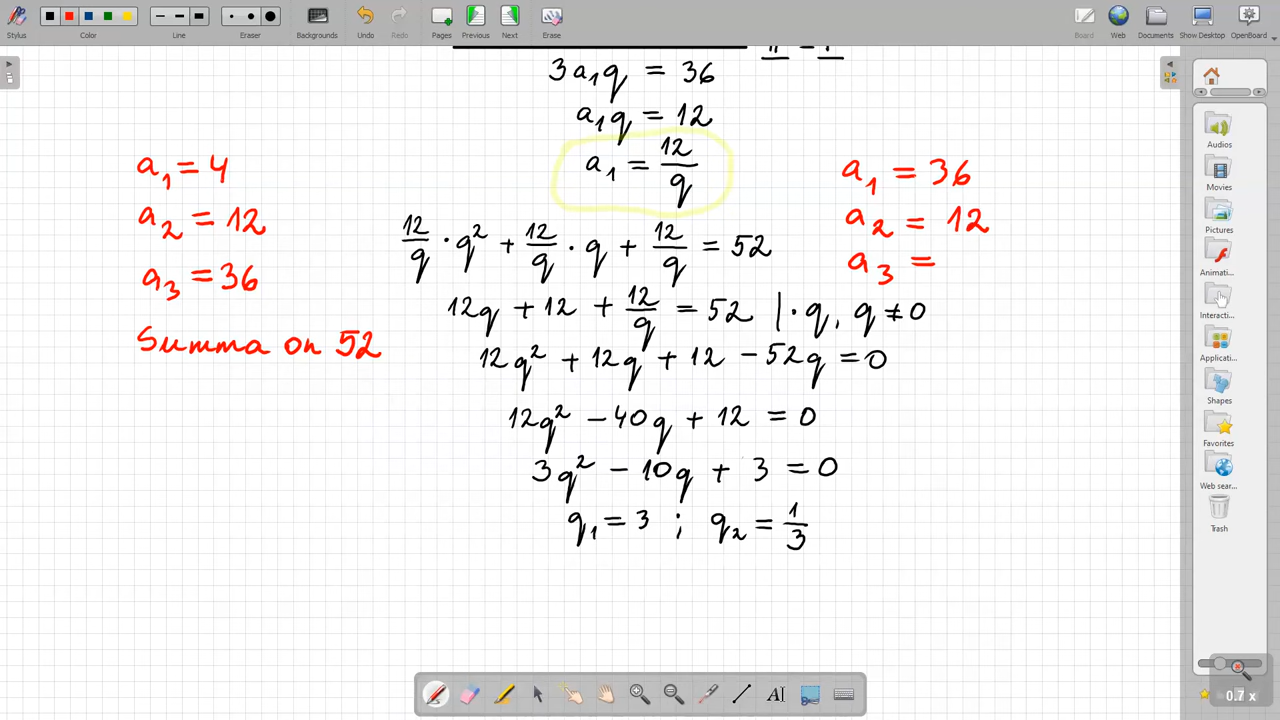 Stylus Color Line Eraser Backgrounds Undo Redo Pages Previous Next Erase Board Web Documents Show Desktop OpenBoard
3a₁q = 36
a₁q = 12
a₁ = 12/q
a₁ = 4
a₂ = 12
a₃ = 36
Summa on 52
12/q · q² + 12/q · q + 12/q = 52
12q + 12 + 12/q = 52 | · q, q ≠ 0
12q² + 12q + 12 - 52q = 0
12q² - 40q + 12 = 0
3q² - 10q + 3 = 0
q₁ = 3 ; q₂ = 1/3
a₁ = 36
a₂ = 12
a₃ =
Audios
Movies
Pictures
Animati...
Interacti...
Applicati...
Shapes
Favorites
Web sear...
Trash
0.7 x
AI